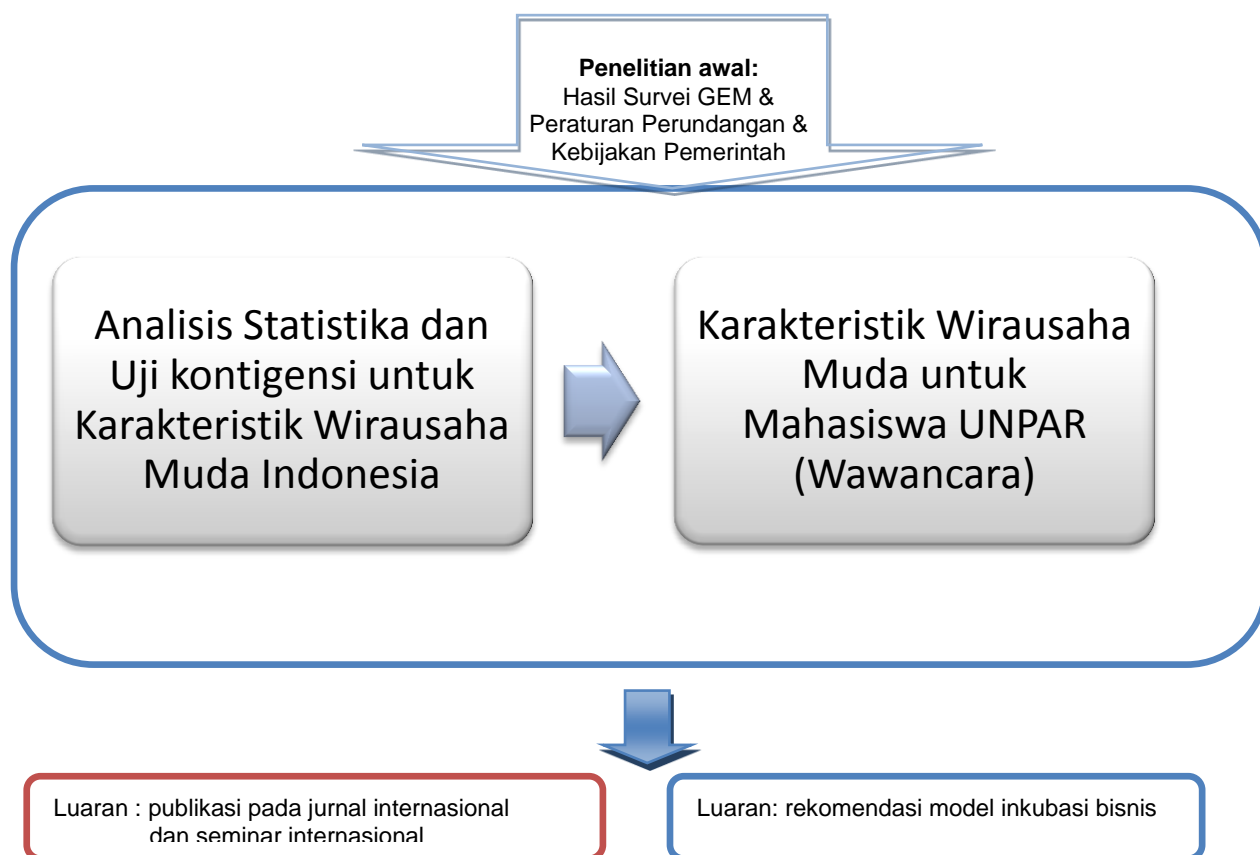 Penelitian awal:
Hasil Survei GEM &
Peraturan Perundangan &
Kebijakan Pemerintah
Analisis Statistika dan
Uji kontigensi untuk
Karakteristik Wirausaha
Muda Indonesia
Karakteristik Wirausaha
Muda untuk
Mahasiswa UNPAR
(Wawancara)
Luaran : publikasi pada jurnal internasional
dan seminar internasional
Luaran: rekomendasi model inkubasi bisnis